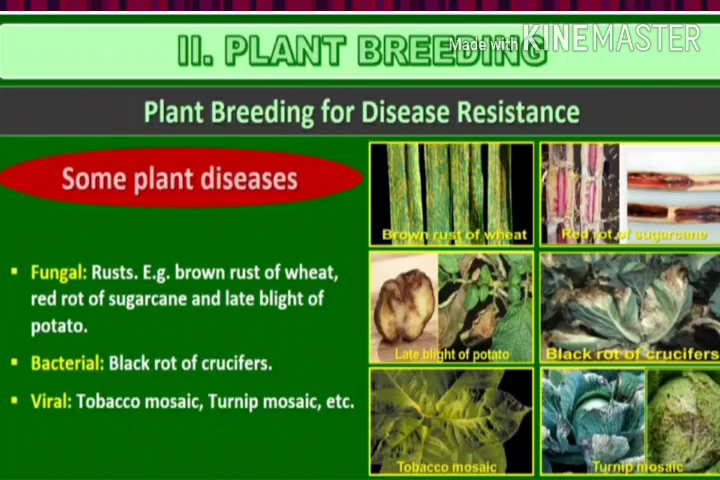 II. PLANT BREEDING
Made with KINEMASTER
Plant Breeding for Disease Resistance
Some plant diseases
▪ Fungal: Rusts. E.g. brown rust of wheat,
red rot of sugarcane and late blight of
potato.
▪ Bacterial: Black rot of crucifers.
▪ Viral: Tobacco mosaic, Turnip mosaic, etc.
Brown rust of wheat
Red rot of sugarcane
Late blight of potato
Black rot of crucifers
Tobacco mosaic
Turnip mosaic